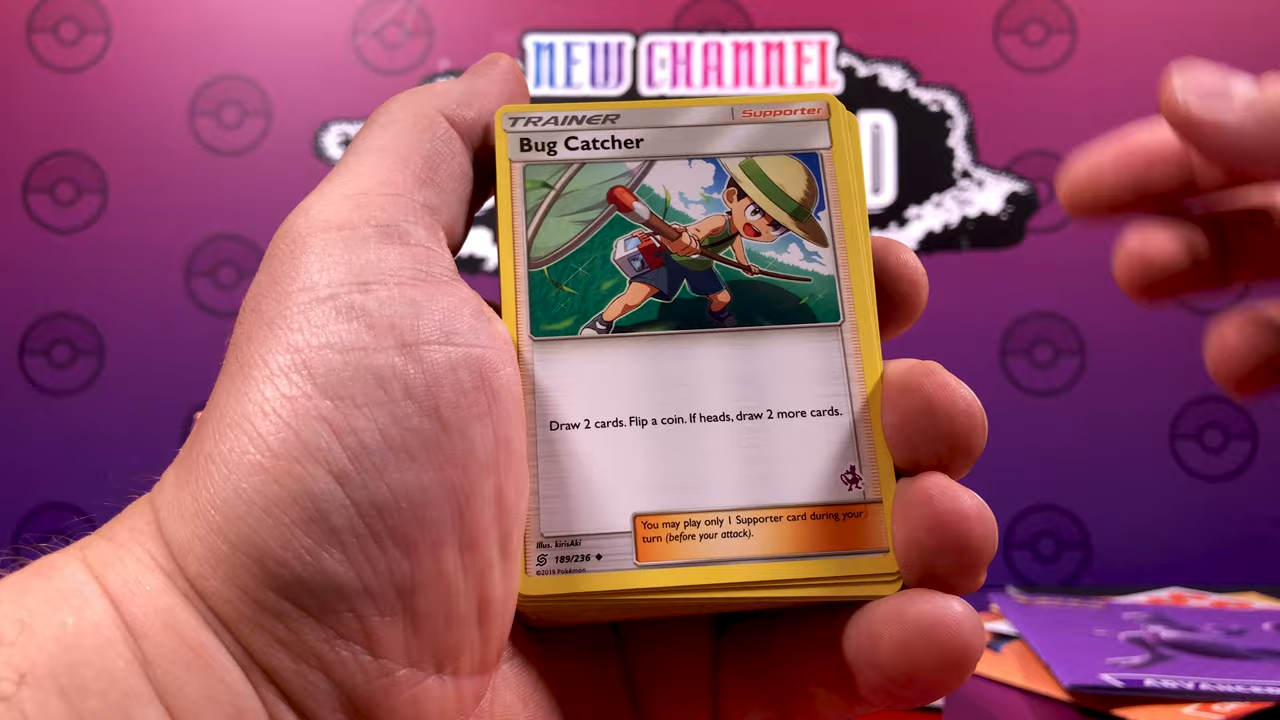 NEW CHANNEL
D
TRAINER
Supporter
Bug Catcher
Draw 2 cards. Flip a coin. If heads, draw 2 more cards.
You may play only 1 Supporter card during your
turn (before your attack).
Illus. kirisAki
189/236
©2019 Pokémon
ADVANCED